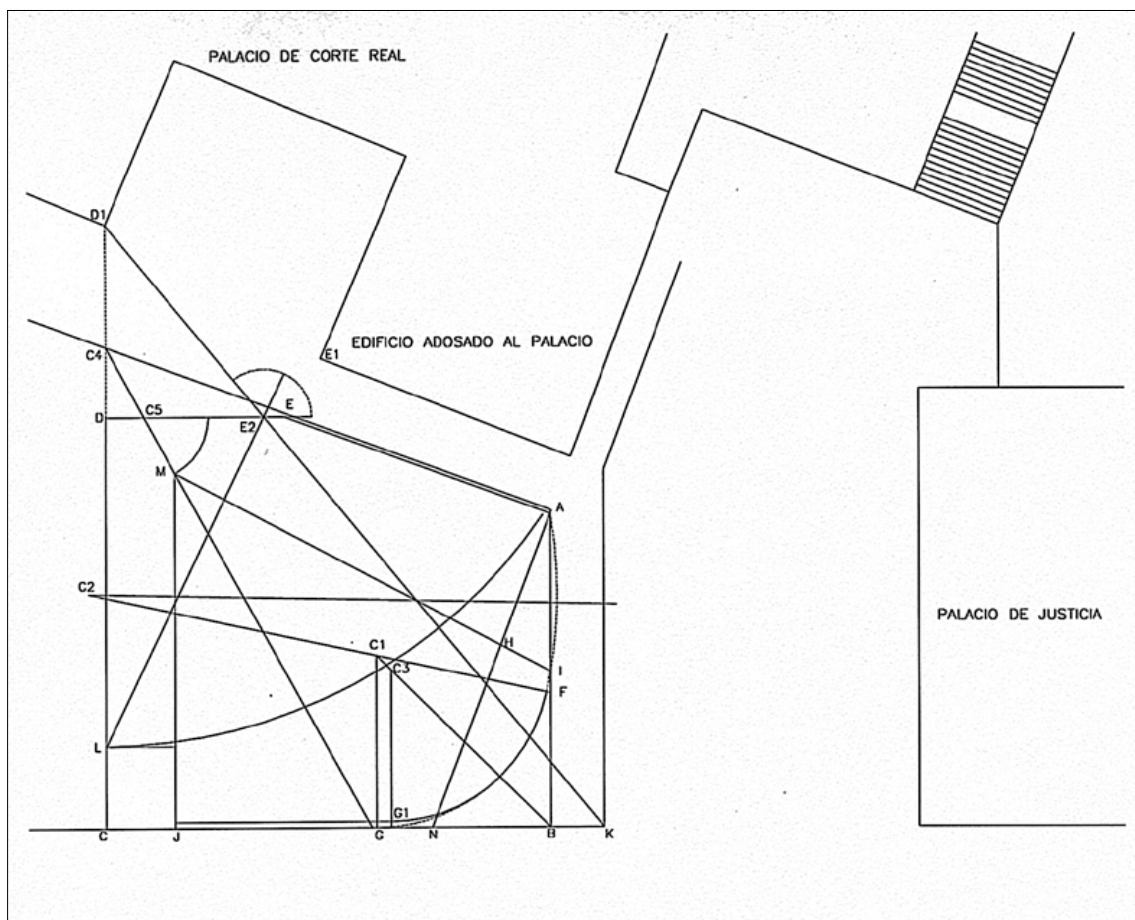 PALACIO DE CORTE REAL
D1
EDIFICIO ADOSADO AL PALACIO
C4
E1
D
C5
E2
E
M
A
C2
PALACIO DE JUSTICIA
C1
H
C3
I
F
L
G1
C
J
G
N
B
K